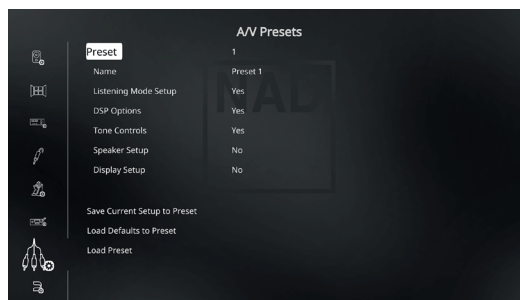 A/V Presets
Preset 1
Name Preset 1
Listening Mode Setup Yes
DSP Options Yes
Tone Controls Yes
Speaker Setup No
Display Setup No
Save Current Setup to Preset
Load Defaults to Preset
Load Preset
NAD